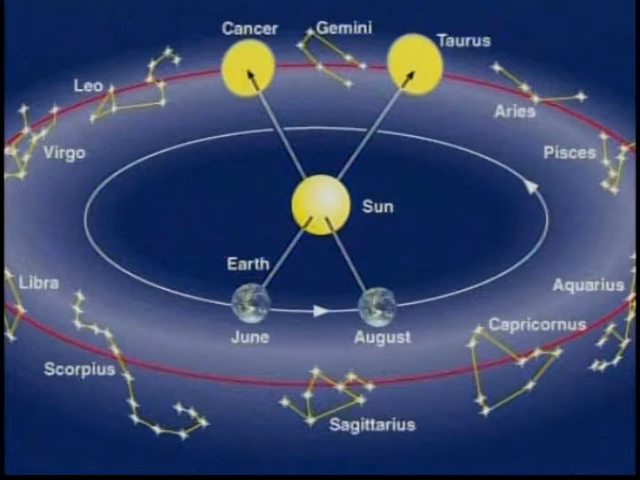 Cancer
Gemini
Taurus
Leo
Aries
Virgo
Pisces
Sun
Earth
Libra
Aquarius
June
August
Capricornus
Scorpius
Sagittarius